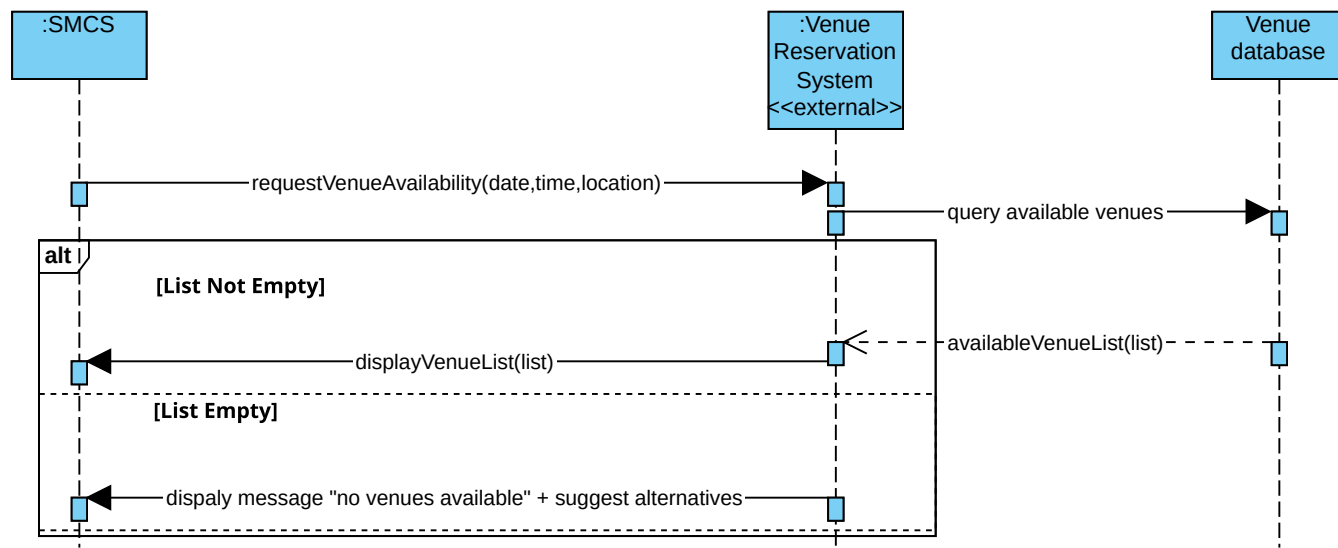 :SMCS
:Venue
Reservation
System
<<external>>
Venue
database
requestVenueAvailability(date,time,location)
query available venues
alt
[List Not Empty]
availableVenueList(list)
displayVenueList(list)
[List Empty]
dispaly message "no venues available" + suggest alternatives